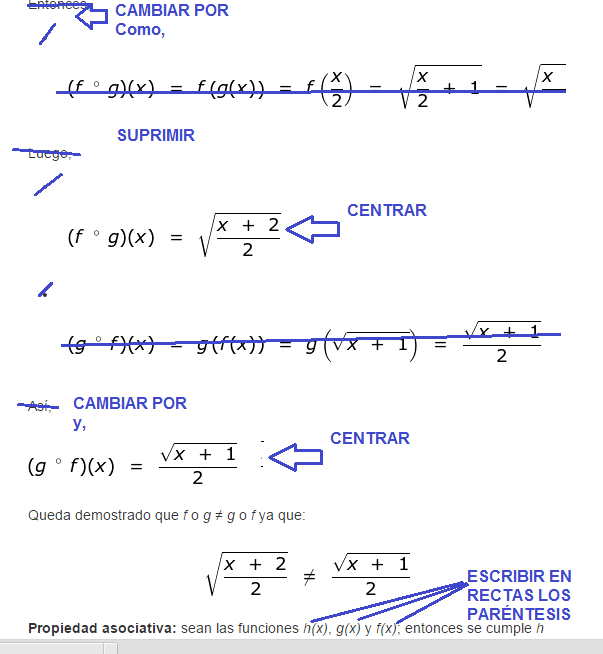 Entonces,
CAMBIAR POR
Como,
(f ∘ g)(x) = f(g(x)) = f(x/2) = √(x/2 + 1) = √(x
SUPRIMIR
Luego,
(f ∘ g)(x) = √((x + 2)/2)
CENTRAR
(g ∘ f)(x) = g(f(x)) = g(√(x + 1)) = √(x + 1)/2
Así,
CAMBIAR POR
y,
CENTRAR
(g ∘ f)(x) = √(x + 1)/2
Queda demostrado que f o g ≠ g o f ya que:
√((x + 2)/2) ≠ √(x + 1)/2
ESCRIBIR EN
RECTAS LOS
PARÉNTESIS
Propiedad asociativa: sean las funciones h(x), g(x) y f(x), entonces se cumple h